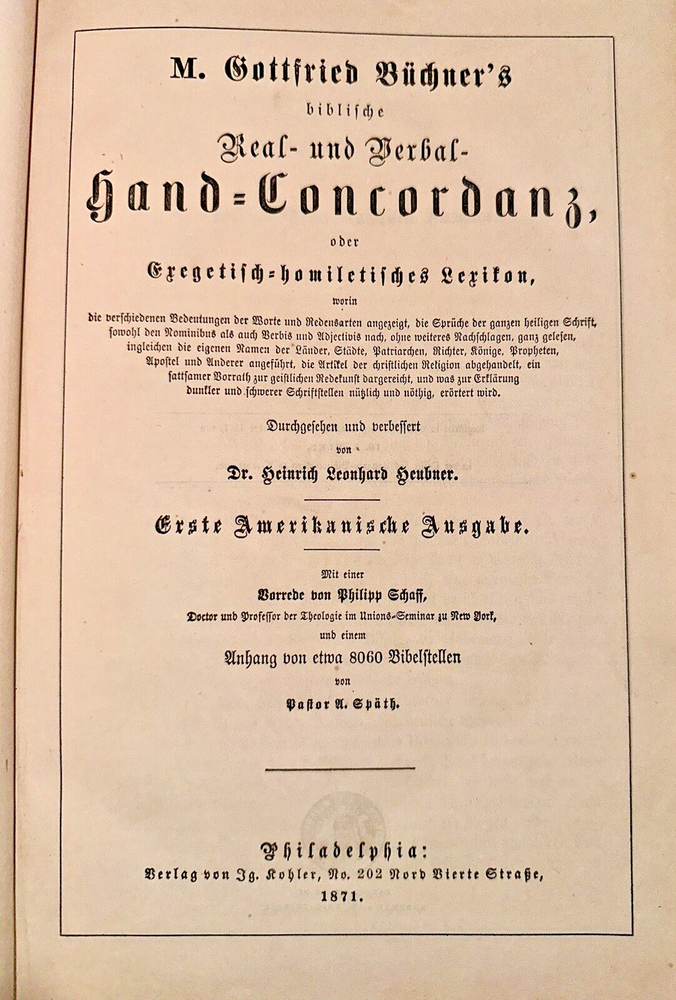 M. Gottfried Büchner's
biblische
Real- und Verbal-
Hand-Concordanz,
oder
Exegetisch-homiletisches Lexikon,
worin
die verschiedenen Bedeutungen der Worte und Redensarten angezeigt, die Sprüche der ganzen heiligen Schrift,
sowohl den Nominibus als auch Verbis und Adjectivis nach, ohne weiteres Nachschlagen, ganz gelesen,
ingleichen die eigenen Namen der Länder, Städte, Patriarchen, Richter, Könige, Propheten,
Apostel und Anderer angeführt, die Artikel der christlichen Religion abgehandelt, ein
sattsamer Vorrath zur geistlichen Redekunst dargereicht, und was zur Erklärung
dunkler und schwerer Schriftstellen nützlich und nöthig, erörtert wird.
Durchgesehen und verbessert
von
Dr. Heinrich Leonhard Heubner.
Erste Amerikanische Ausgabe.
Mit einer
Vorrede von Philipp Schaff,
Doctor und Professor der Theologie im Unions-Seminar zu New York,
und einem
Anhang von etwa 8060 Bibelstellen
von
Pastor A. Späth.
Philadelphia:
Verlag von Ig. Kohler, No. 202 Nord Vierte Straße,
1871.